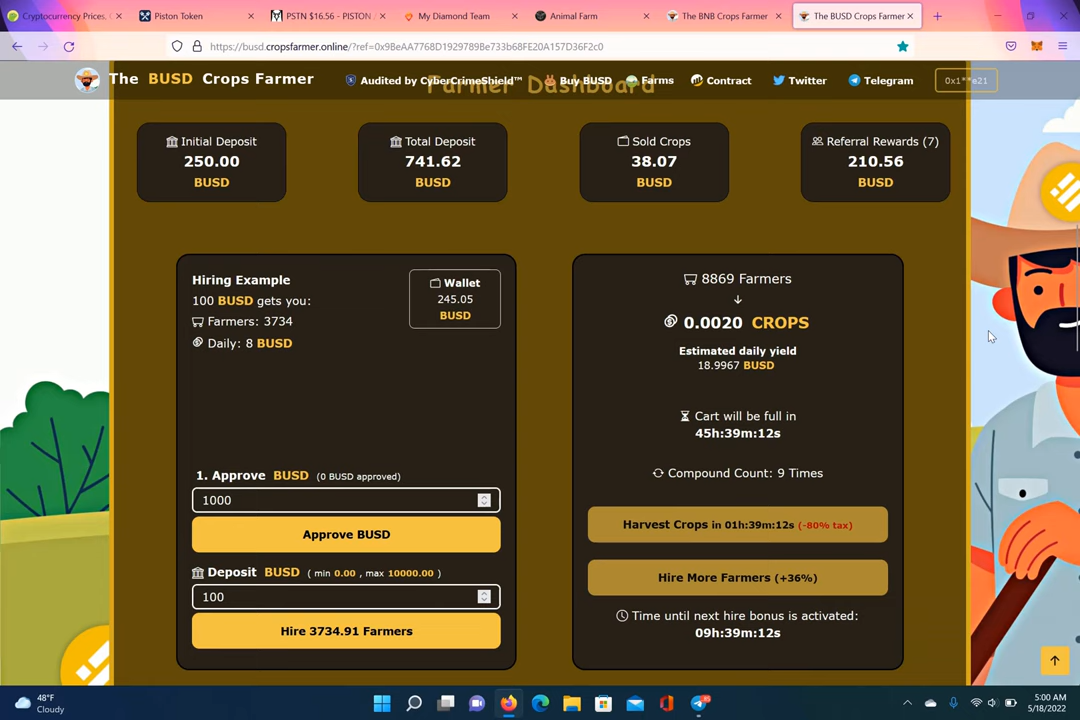 Cryptocurrency Prices,
Piston Token
PSTN $16.56 - PISTON /
My Diamond Team
Animal Farm
The BNB Crops Farmer
The BUSD Crops Farmer
https://busd.cropsfarmer.online/?ref=0x9BeAA7768D1929789Be733b68FE20A157D36F2c0
The BUSD Crops Farmer
Audited by CyberCrimeShield™
Buy BUSD
Farms
Contract
Twitter
Telegram
0x1**e21
Farmer Dashboard
Initial Deposit
250.00
BUSD
Total Deposit
741.62
BUSD
Sold Crops
38.07
BUSD
Referral Rewards (7)
210.56
BUSD
Hiring Example
100 BUSD gets you:
Farmers: 3734
Daily: 8 BUSD
Wallet
245.05
BUSD
1. Approve BUSD (0 BUSD approved)
1000
Approve BUSD
Deposit BUSD ( min 0.00 , max 10000.00 )
100
Hire 3734.91 Farmers
8869 Farmers
0.0020 CROPS
Estimated daily yield
18.9967 BUSD
Cart will be full in
45h:39m:12s
Compound Count: 9 Times
Harvest Crops in 01h:39m:12s (-80% tax)
Hire More Farmers (+36%)
Time until next hire bonus is activated:
09h:39m:12s
48°F
Cloudy
5:00 AM
5/18/2022